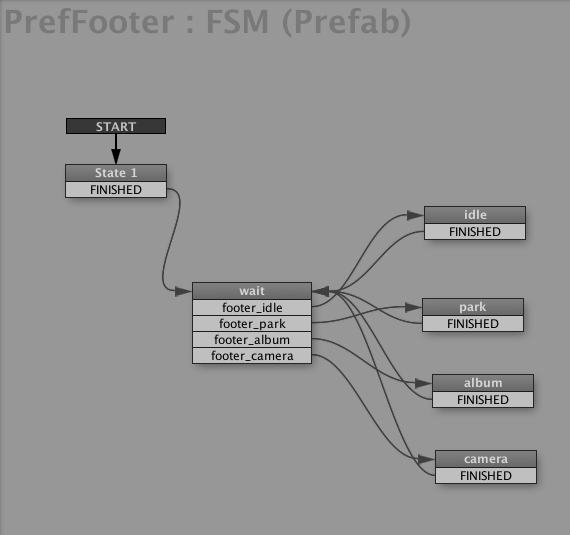 PrefFooter : FSM (Prefab)
START
State 1
FINISHED
wait
footer_idle
footer_park
footer_album
footer_camera
idle
FINISHED
park
FINISHED
album
FINISHED
camera
FINISHED